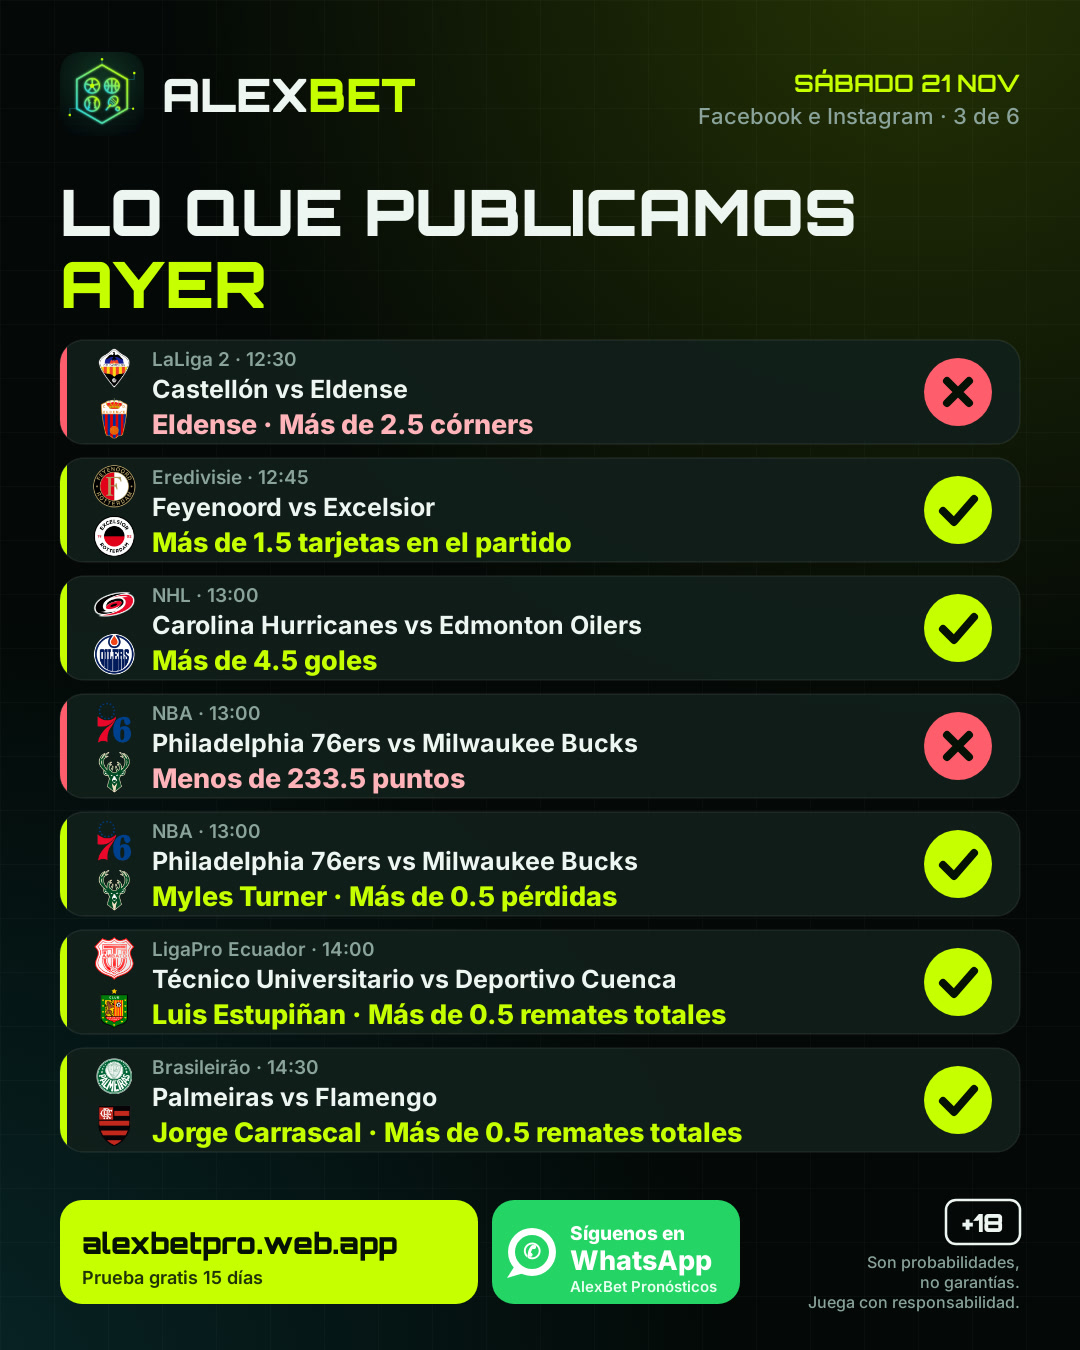 ALEXBET
SÁBADO 21 NOV
Facebook e Instagram · 3 de 6
LO QUE PUBLICAMOS
AYER
LaLiga 2 · 12:30
Castellón vs Eldense
Eldense · Más de 2.5 córners
Eredivisie · 12:45
Feyenoord vs Excelsior
Más de 1.5 tarjetas en el partido
NHL · 13:00
Carolina Hurricanes vs Edmonton Oilers
Más de 4.5 goles
NBA · 13:00
Philadelphia 76ers vs Milwaukee Bucks
Menos de 233.5 puntos
NBA · 13:00
Philadelphia 76ers vs Milwaukee Bucks
Myles Turner · Más de 0.5 pérdidas
LigaPro Ecuador · 14:00
Técnico Universitario vs Deportivo Cuenca
Luis Estupiñan · Más de 0.5 remates totales
Brasileirão · 14:30
Palmeiras vs Flamengo
Jorge Carrascal · Más de 0.5 remates totales
alexbetpro.web.app
Prueba gratis 15 días
Síguenos en
WhatsApp
AlexBet Pronósticos
+18
Son probabilidades,
no garantías.
Juega con responsabilidad.